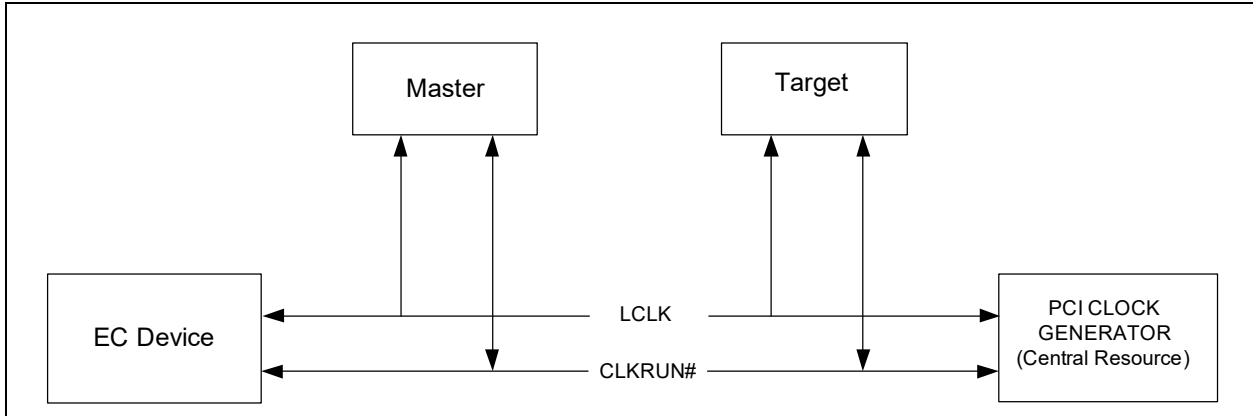 Master
Target
EC Device
LCLK
CLKRUN#
PCI CLOCK
GENERATOR
(Central Resource)